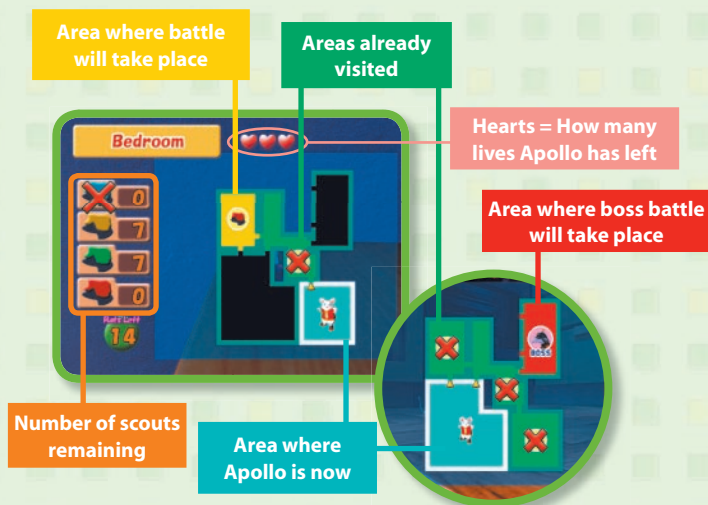 Area where battle
will take place
Areas already
visited
Hearts = How many
lives Apollo has left
Bedroom
0
7
7
0
Ruff Ruff
14
Area where boss battle
will take place
BOSS
Number of scouts
remaining
Area where
Apollo is now